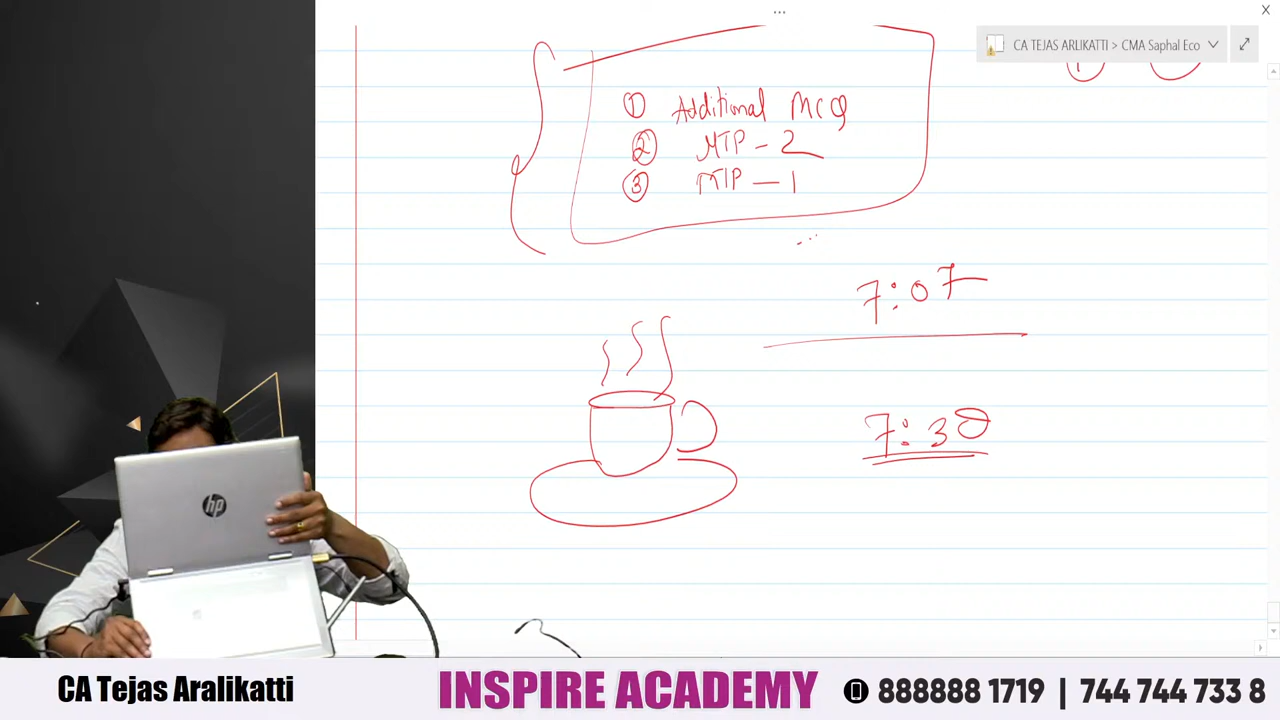 CA TEJAS ARLIKATTI > CMA Saphal Eco
① Additional MCQ
② MTP - 2
③ MTP — 1
7:07
7:30
hp
CA Tejas Aralikatti
INSPIRE ACADEMY
888888 1719 | 744 744 733 8